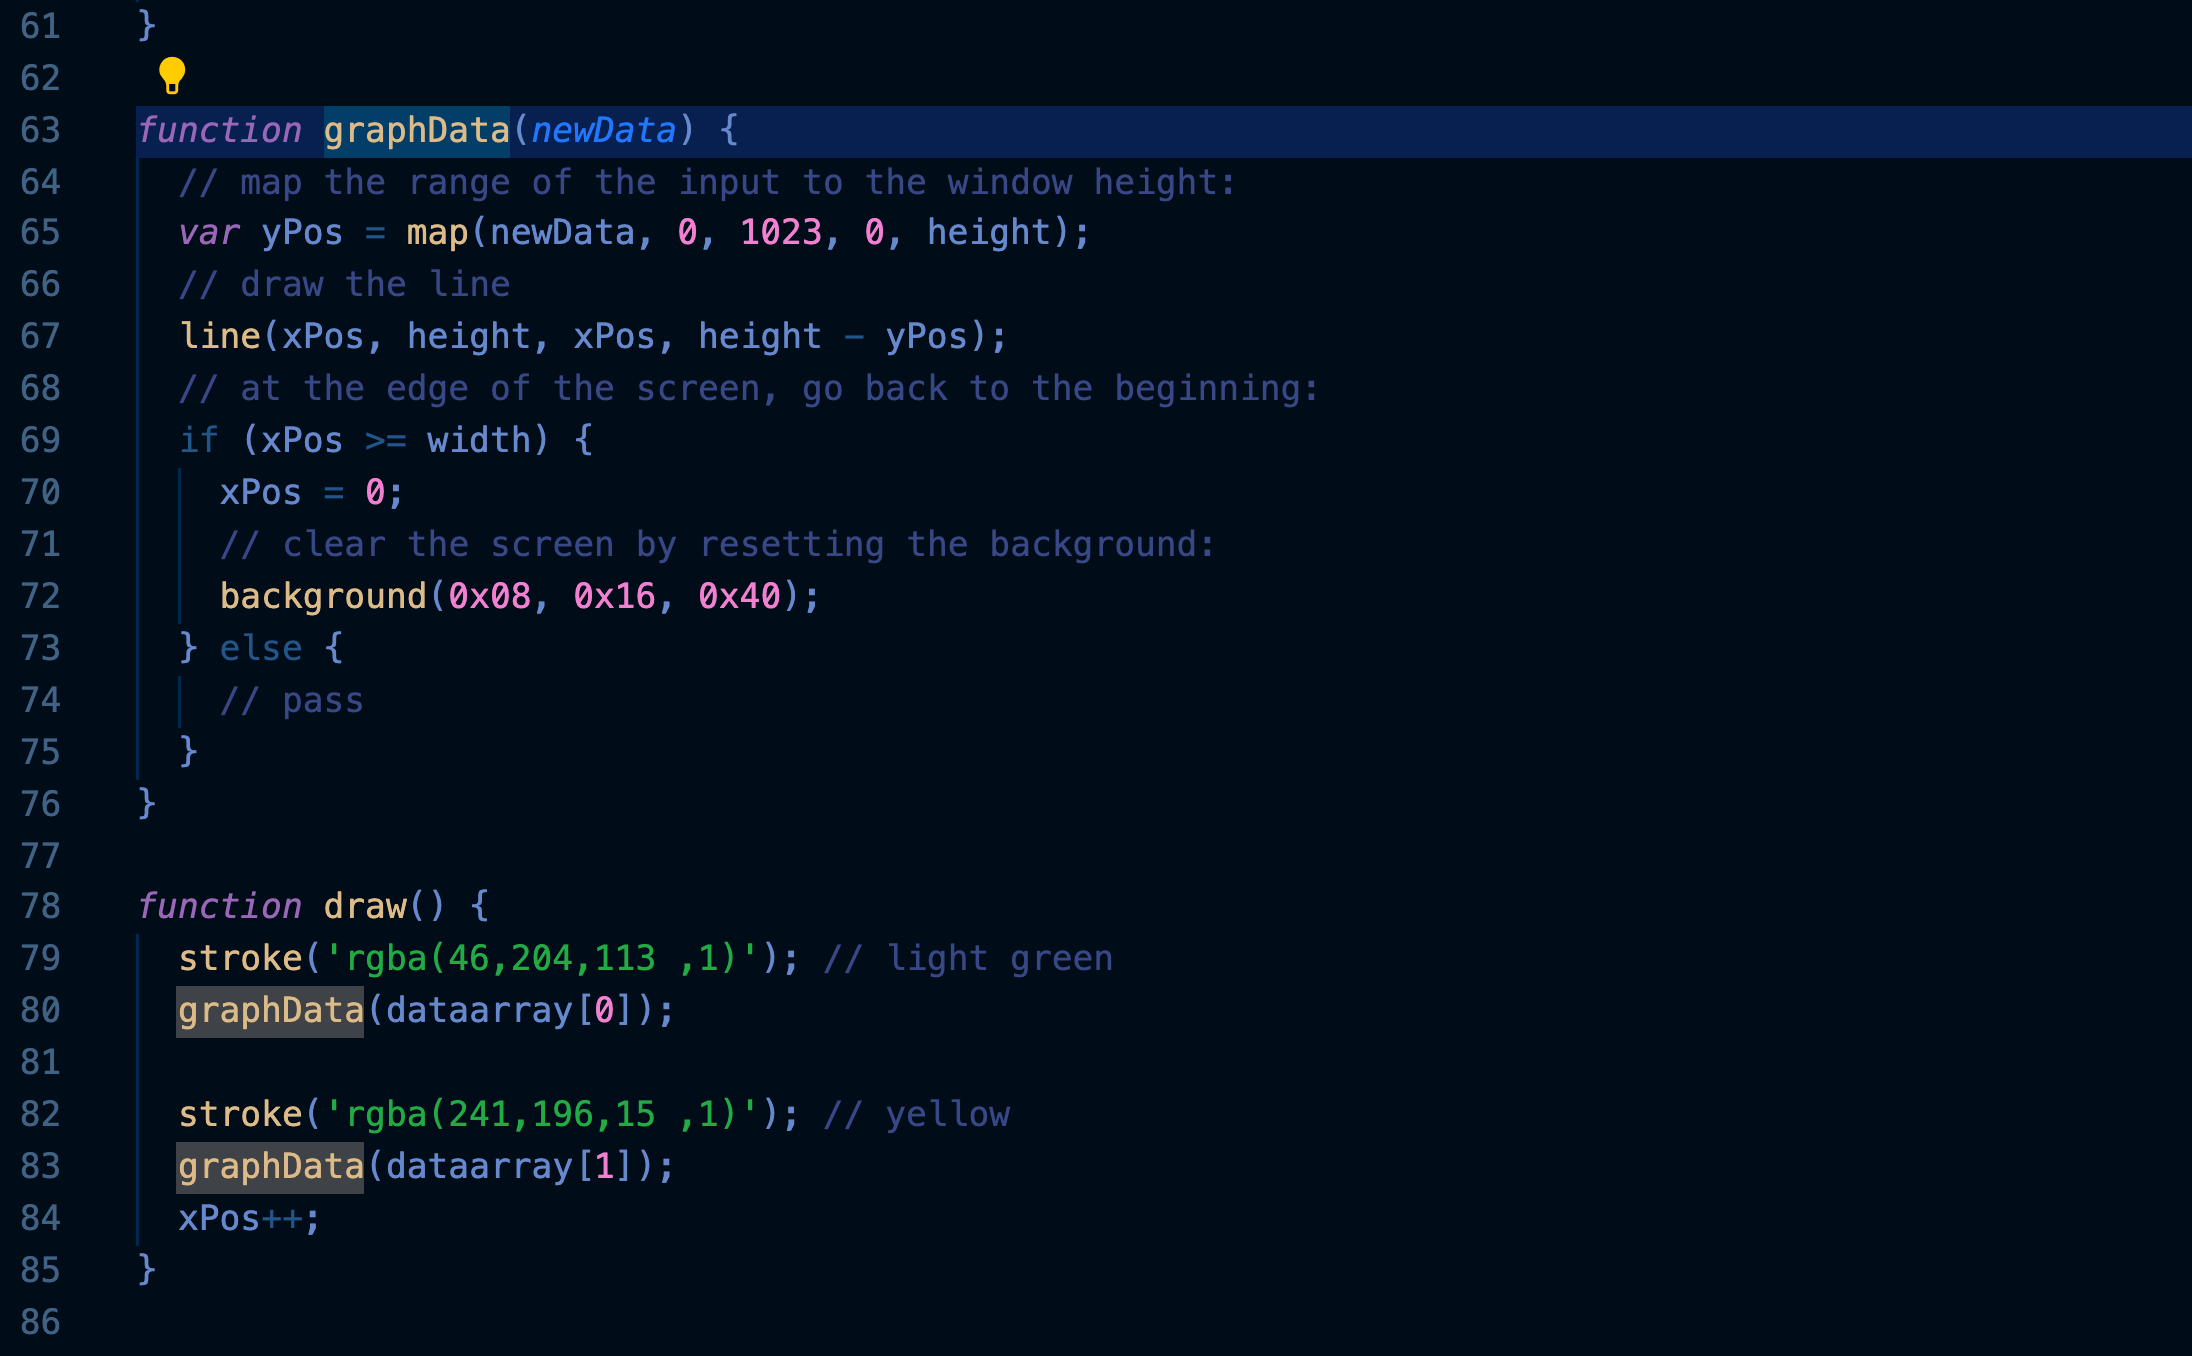 61 }
62
63 function graphData(newData) {
64 // map the range of the input to the window height:
65 var yPos = map(newData, 0, 1023, 0, height);
66 // draw the line
67 line(xPos, height, xPos, height - yPos);
68 // at the edge of the screen, go back to the beginning:
69 if (xPos >= width) {
70 xPos = 0;
71 // clear the screen by resetting the background:
72 background(0x08, 0x16, 0x40);
73 } else {
74 // pass
75 }
76 }
77
78 function draw() {
79 stroke('rgba(46,204,113 ,1)'); // light green
80 graphData(dataarray[0]);
81
82 stroke('rgba(241,196,15 ,1)'); // yellow
83 graphData(dataarray[1]);
84 xPos++;
85 }
86